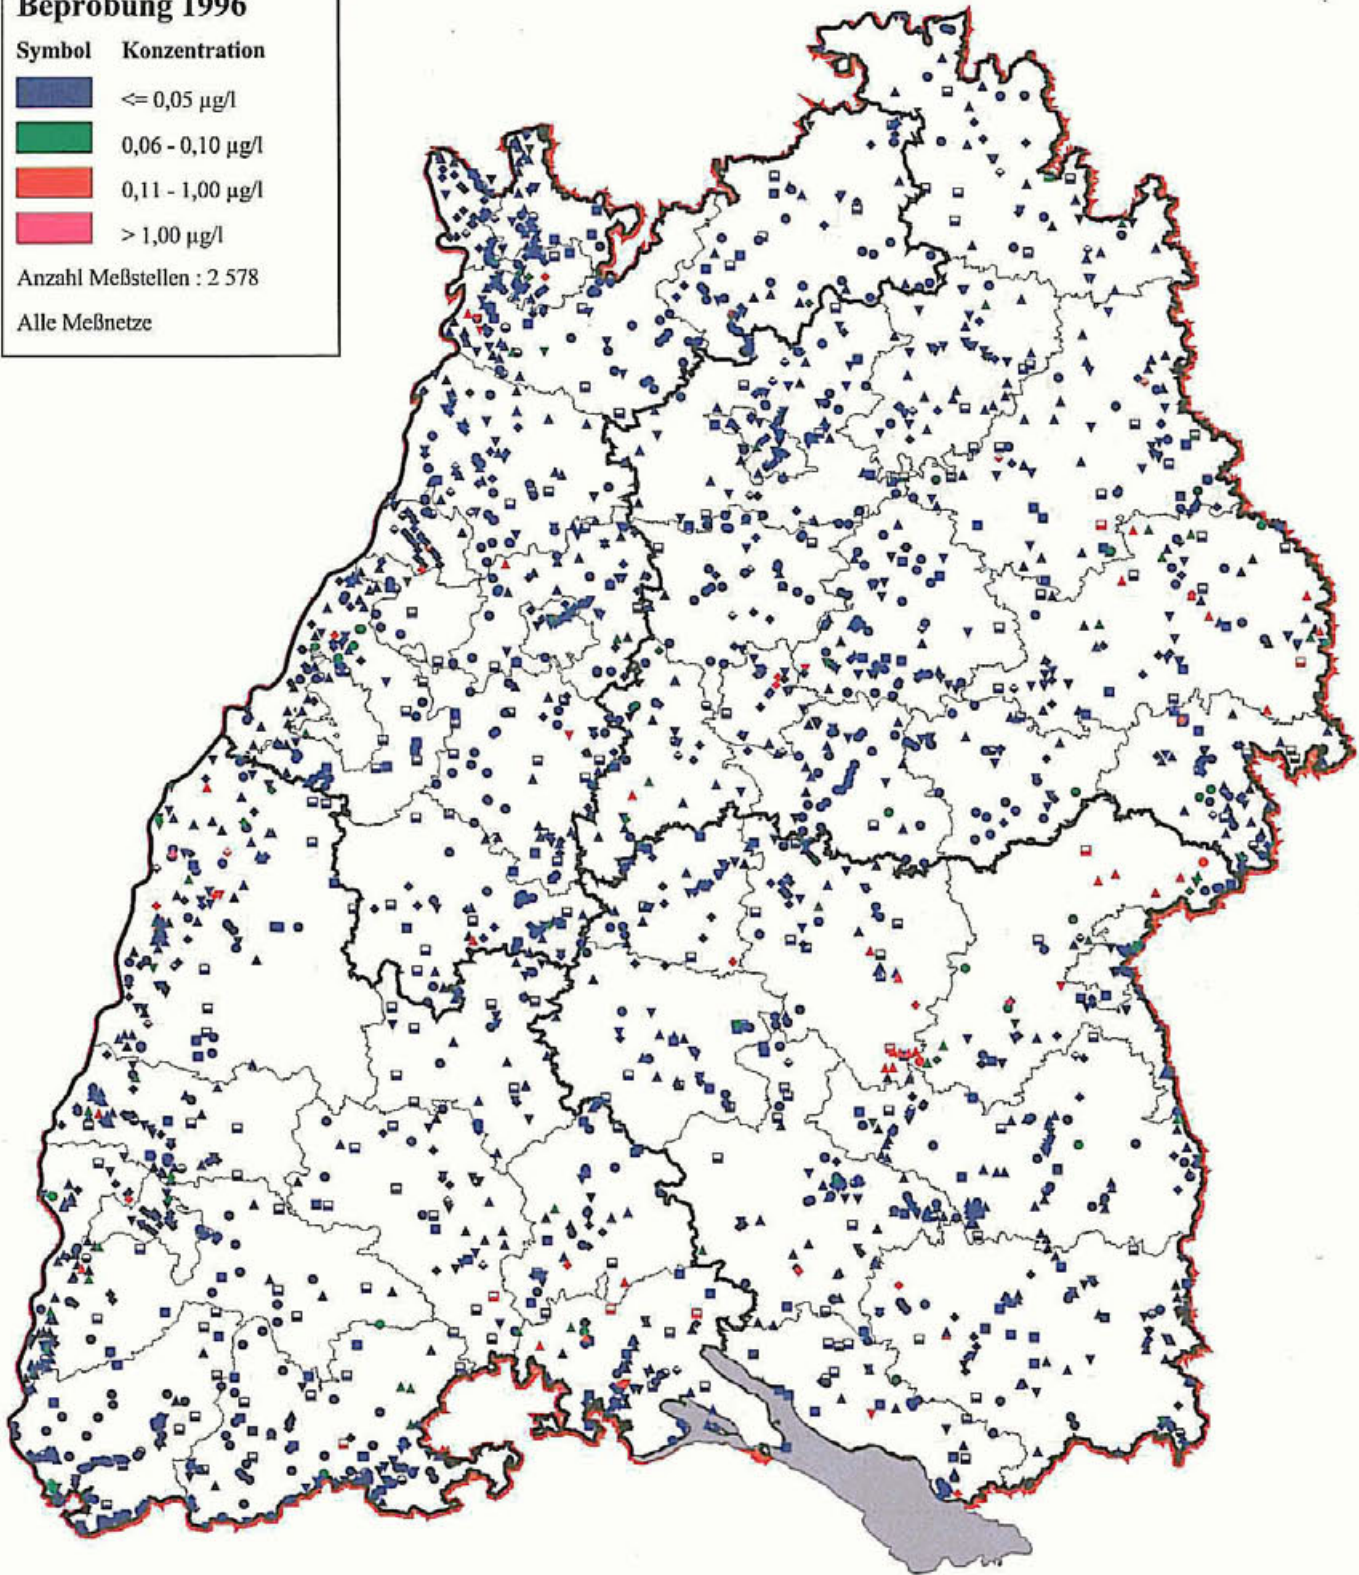 Beprobung 1996
Symbol Konzentration
<= 0,05 µg/l
0,06 - 0,10 µg/l
0,11 - 1,00 µg/l
> 1,00 µg/l
Anzahl Meßstellen : 2 578
Alle Meßnetze